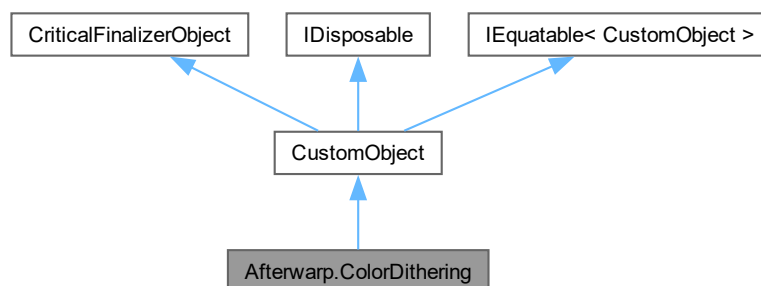 CriticalFinalizerObject
IDisposable
IEquatable< CustomObject >
CustomObject
Afterwarp.ColorDithering